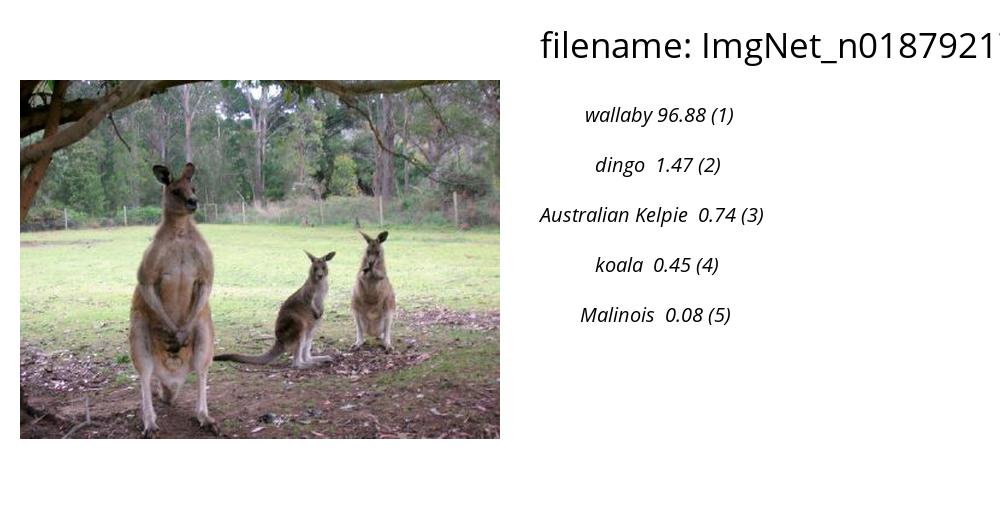 filename: ImgNet_n0187921
wallaby 96.88 (1)
dingo 1.47 (2)
Australian Kelpie 0.74 (3)
koala 0.45 (4)
Malinois 0.08 (5)